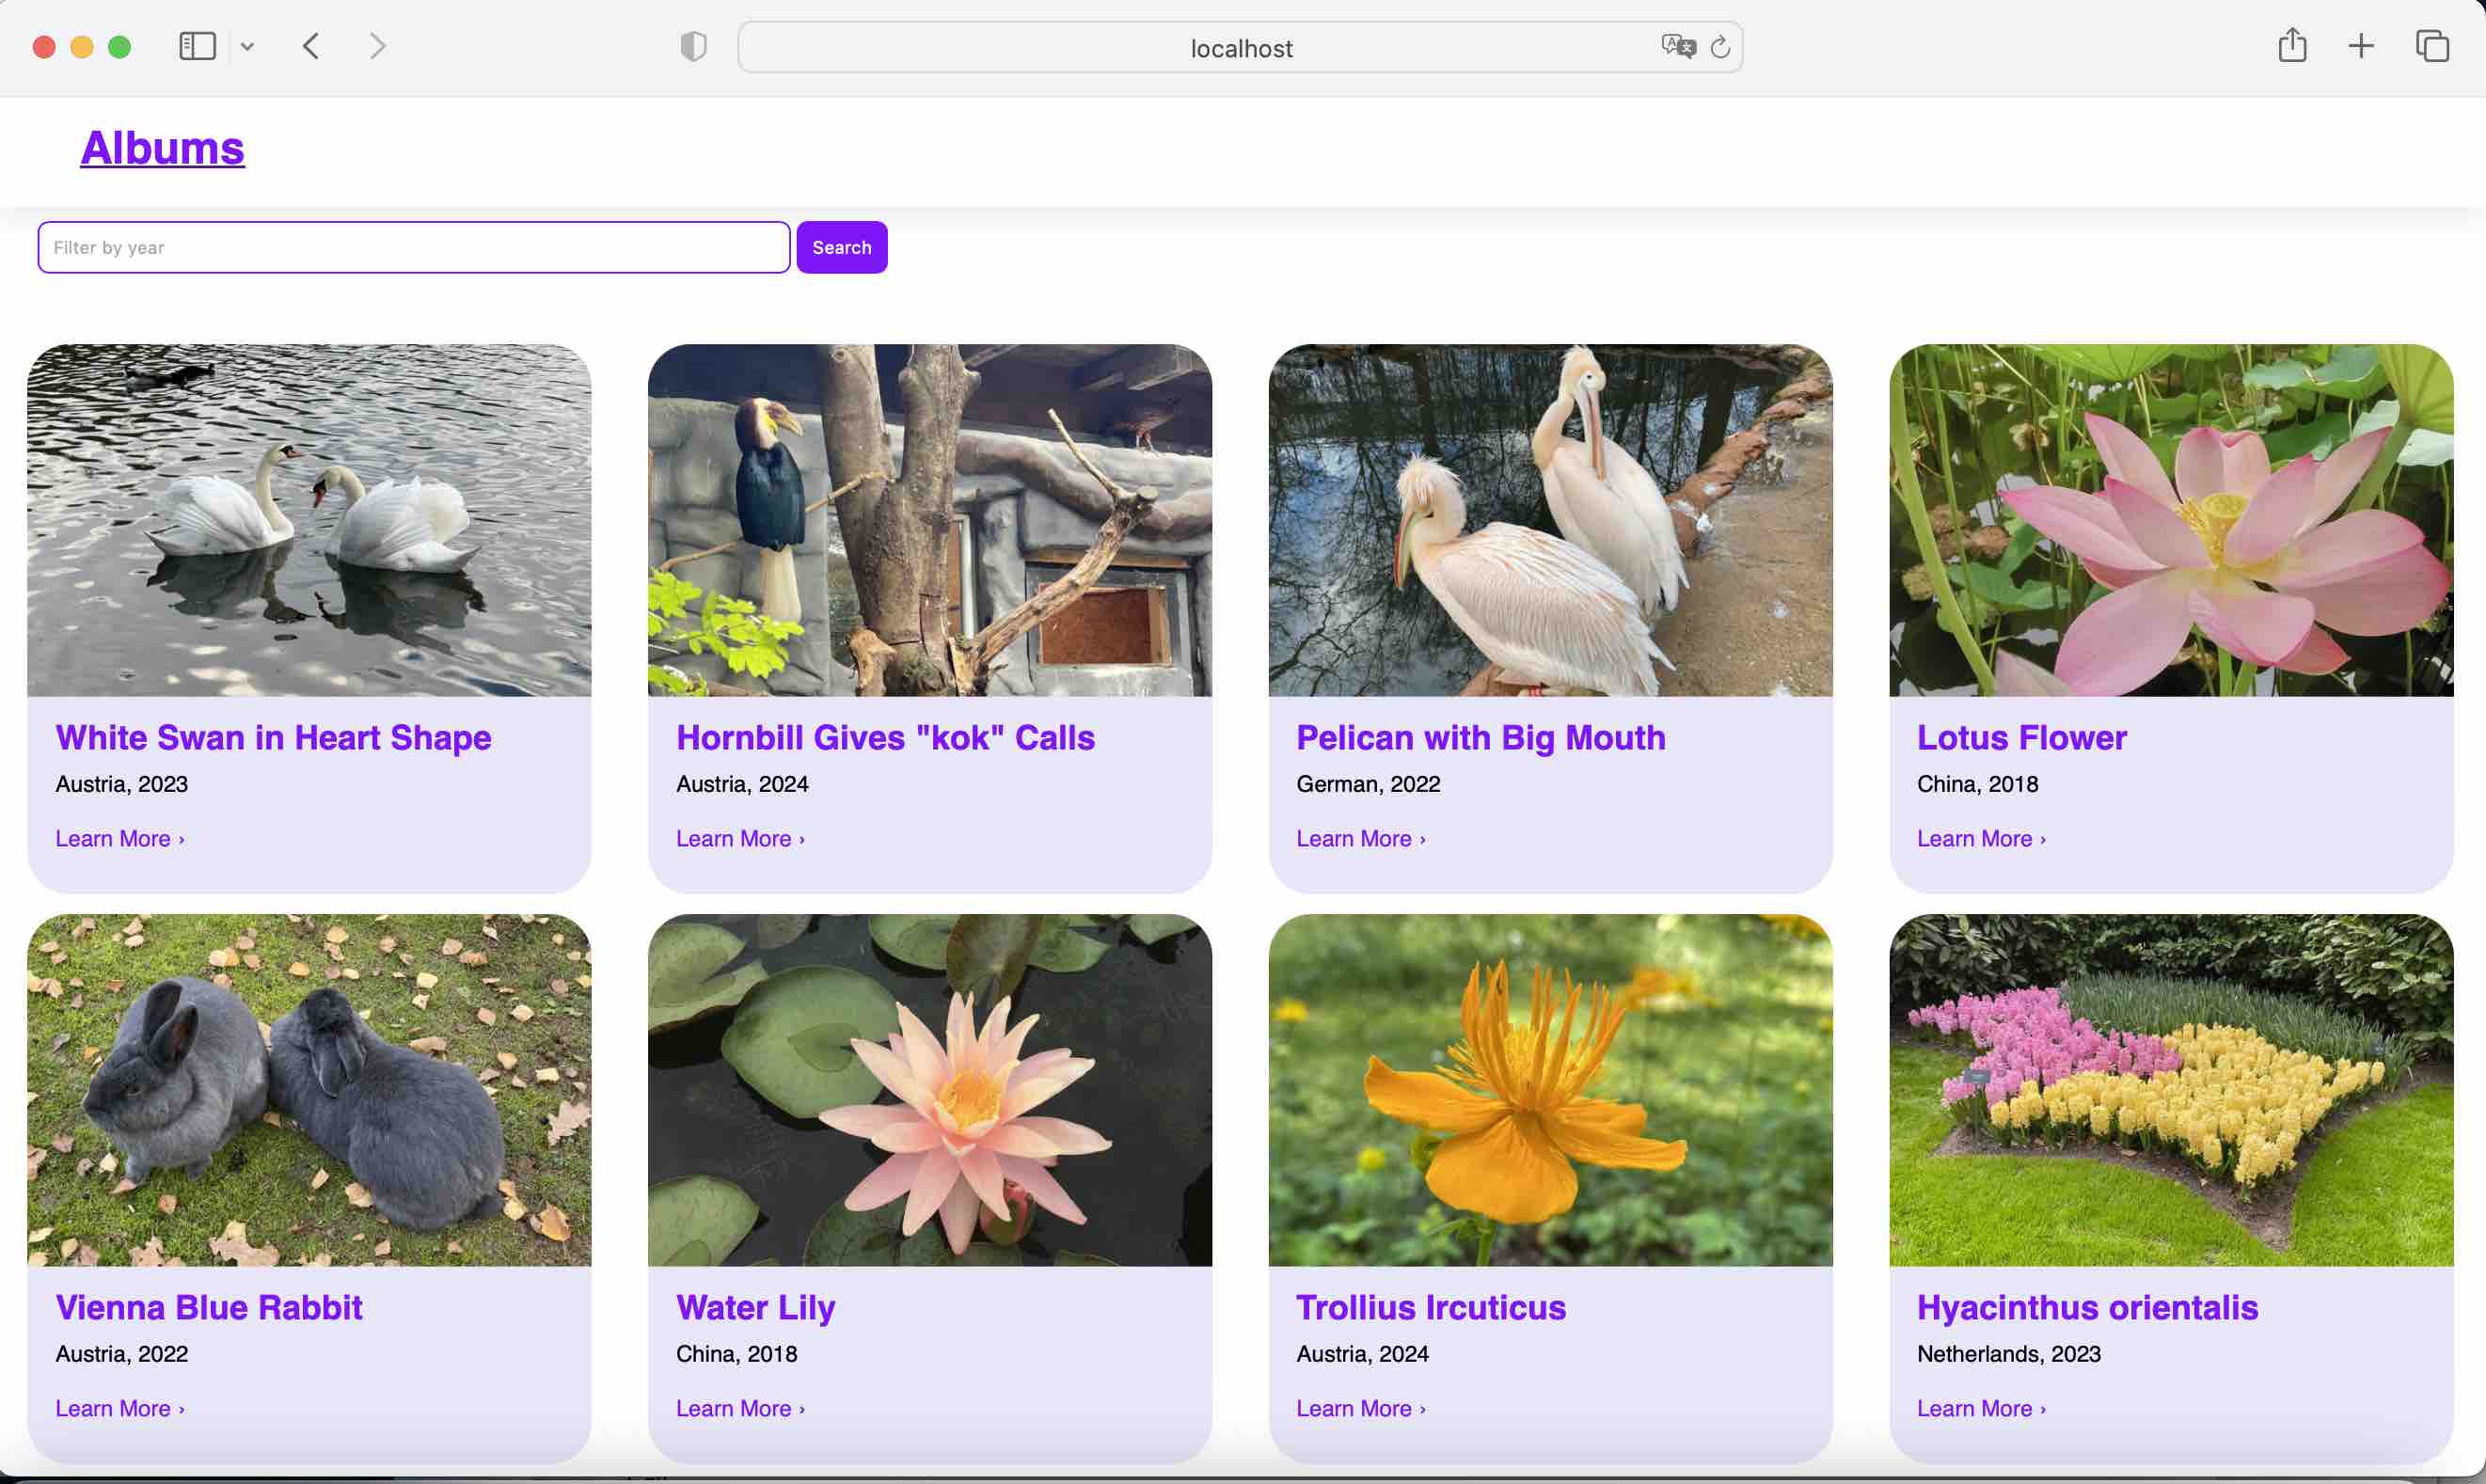 localhost
Albums
Filter by year
Search
White Swan in Heart Shape
Austria, 2023
Learn More ›
Hornbill Gives "kok" Calls
Austria, 2024
Learn More ›
Pelican with Big Mouth
German, 2022
Learn More ›
Lotus Flower
China, 2018
Learn More ›
Vienna Blue Rabbit
Austria, 2022
Learn More ›
Water Lily
China, 2018
Learn More ›
Trollius Ircuticus
Austria, 2024
Learn More ›
Hyacinthus orientalis
Netherlands, 2023
Learn More ›